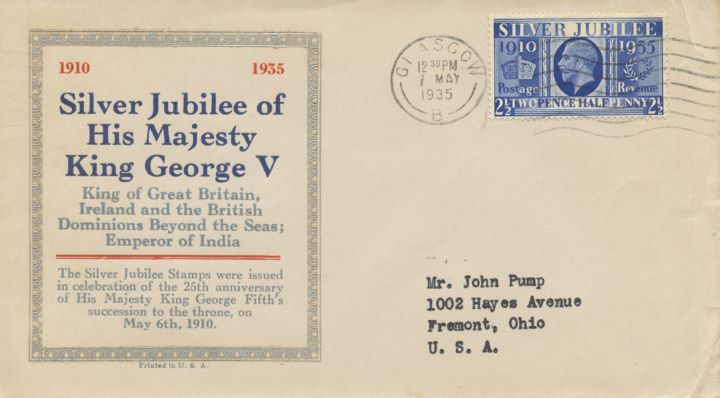 1910 1935
Silver Jubilee of
His Majesty
King George V
King of Great Britain,
Ireland and the British
Dominions Beyond the Seas;
Emperor of India
The Silver Jubilee Stamps were issued
in celebration of the 25th anniversary
of His Majesty King George Fifth's
succession to the throne, on
May 6th, 1910.
Printed in U. S. A.
GLASGOW
12 30 PM
7 MAY
1935
B
SILVER JUBILEE
1910 1935
Postage Revenue
2½ TWO PENCE HALFPENNY 2½
Mr. John Pump
1002 Hayes Avenue
Fremont, Ohio
U. S. A.